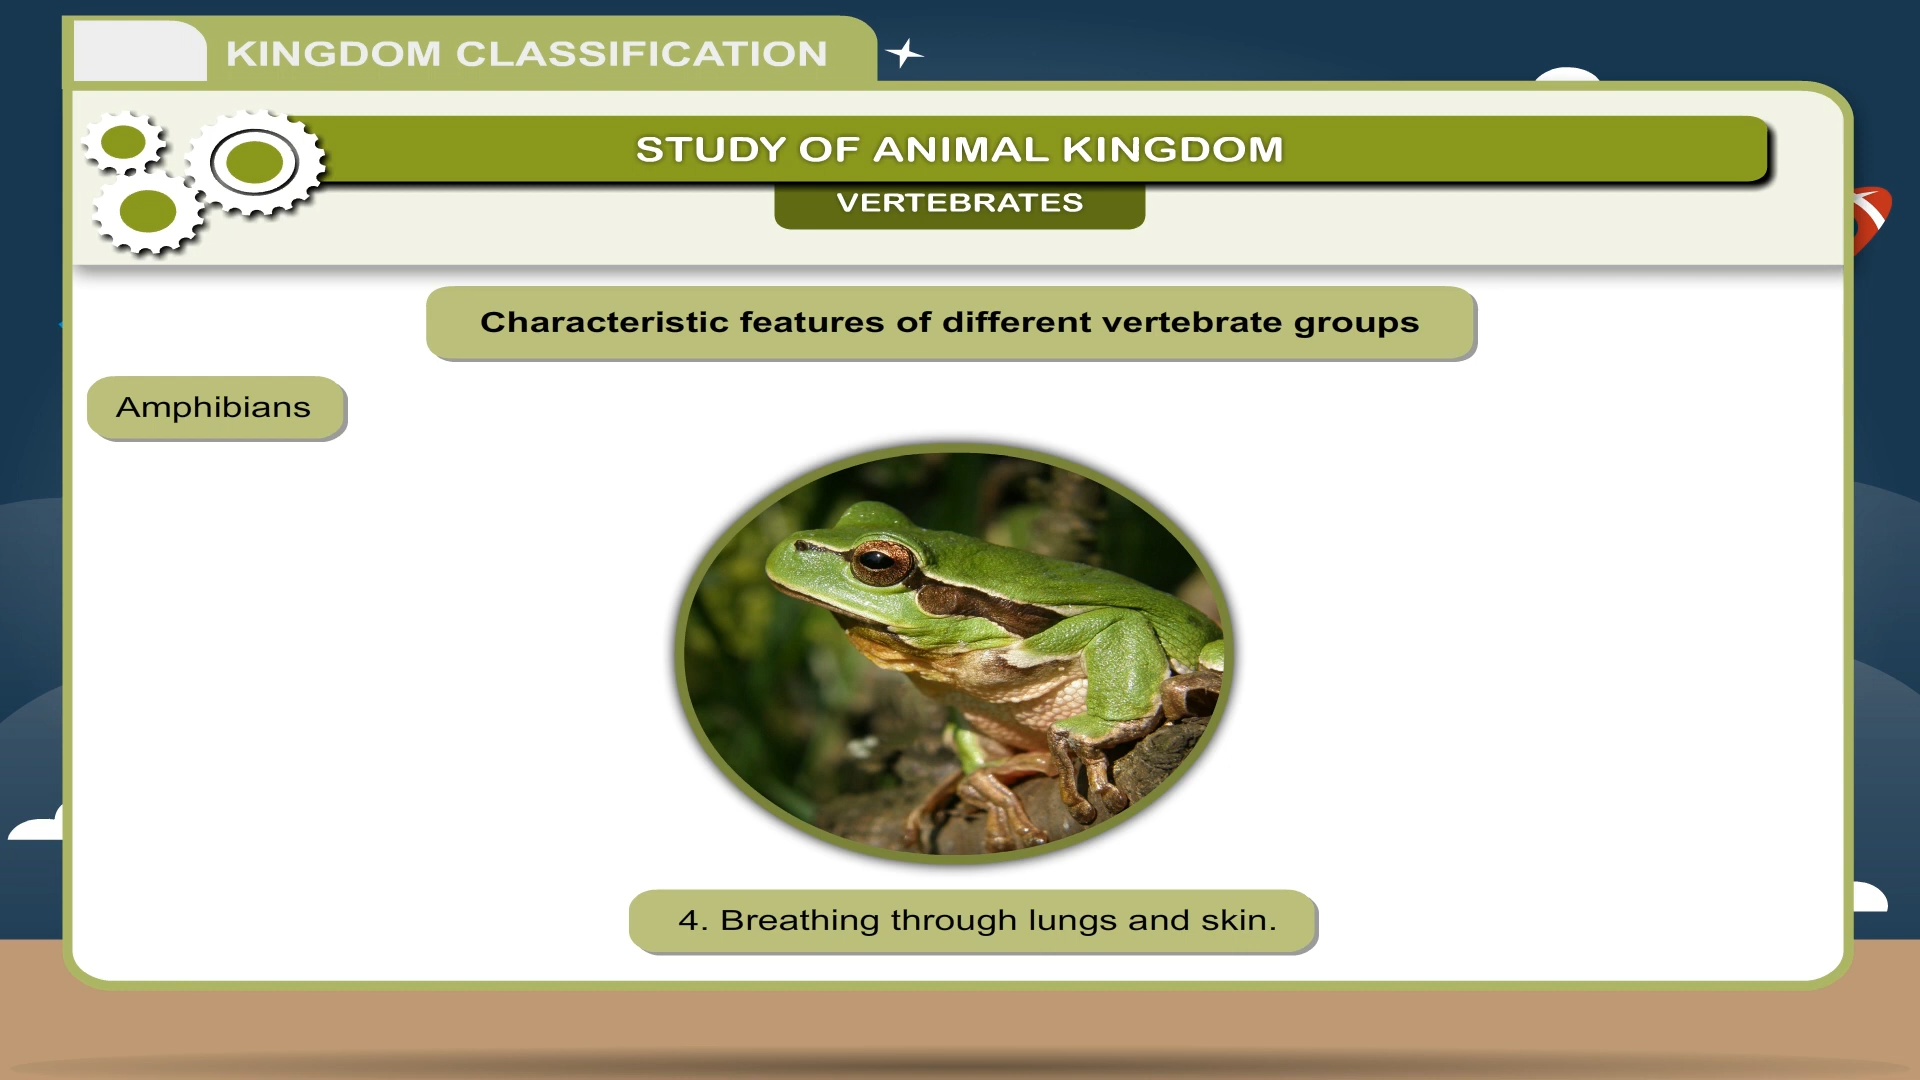 KINGDOM CLASSIFICATION
STUDY OF ANIMAL KINGDOM
VERTEBRATES
Characteristic features of different vertebrate groups
Amphibians
4. Breathing through lungs and skin.